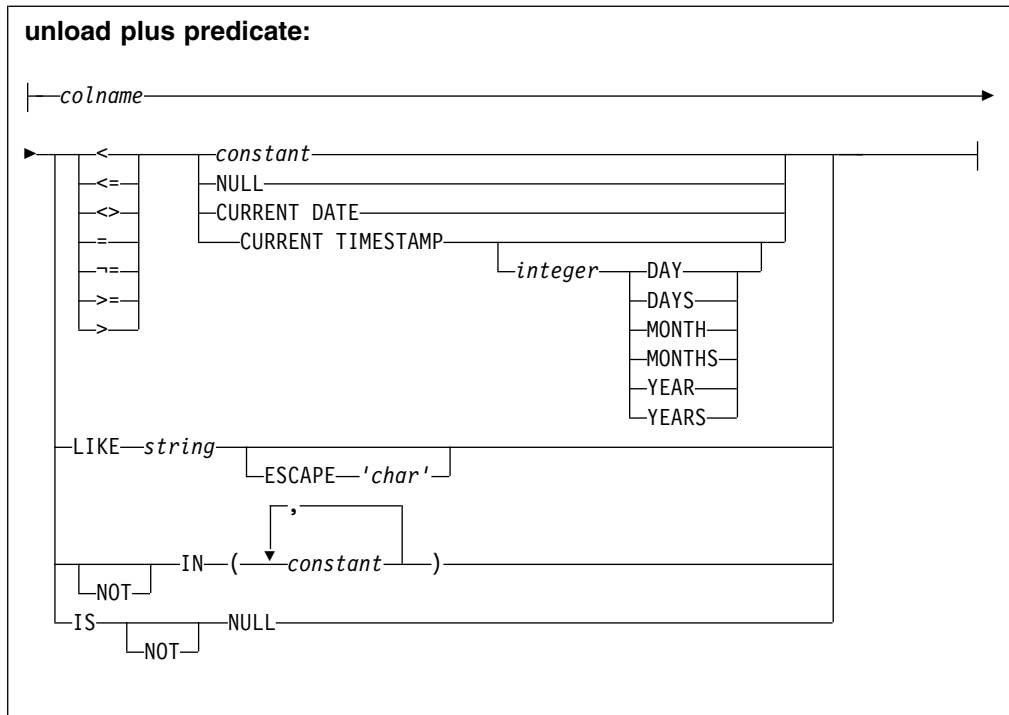 unload plus predicate:
colname
< constant
<= NULL
<> CURRENT DATE
= CURRENT TIMESTAMP
¬= integer DAY
>= DAYS
> MONTH
MONTHS
YEAR
YEARS
LIKE string
ESCAPE 'char'
,
IN ( constant )
NOT
IS NULL
NOT